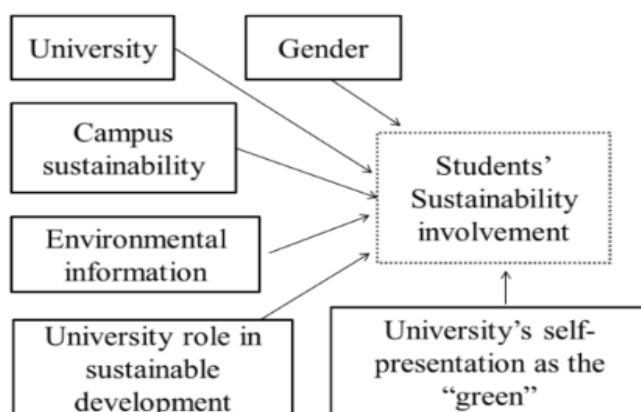 University
Gender
Campus
sustainability
Students’
Sustainability
involvement
Environmental
information
University role in
sustainable
development
University’s self-
presentation as the
“green”